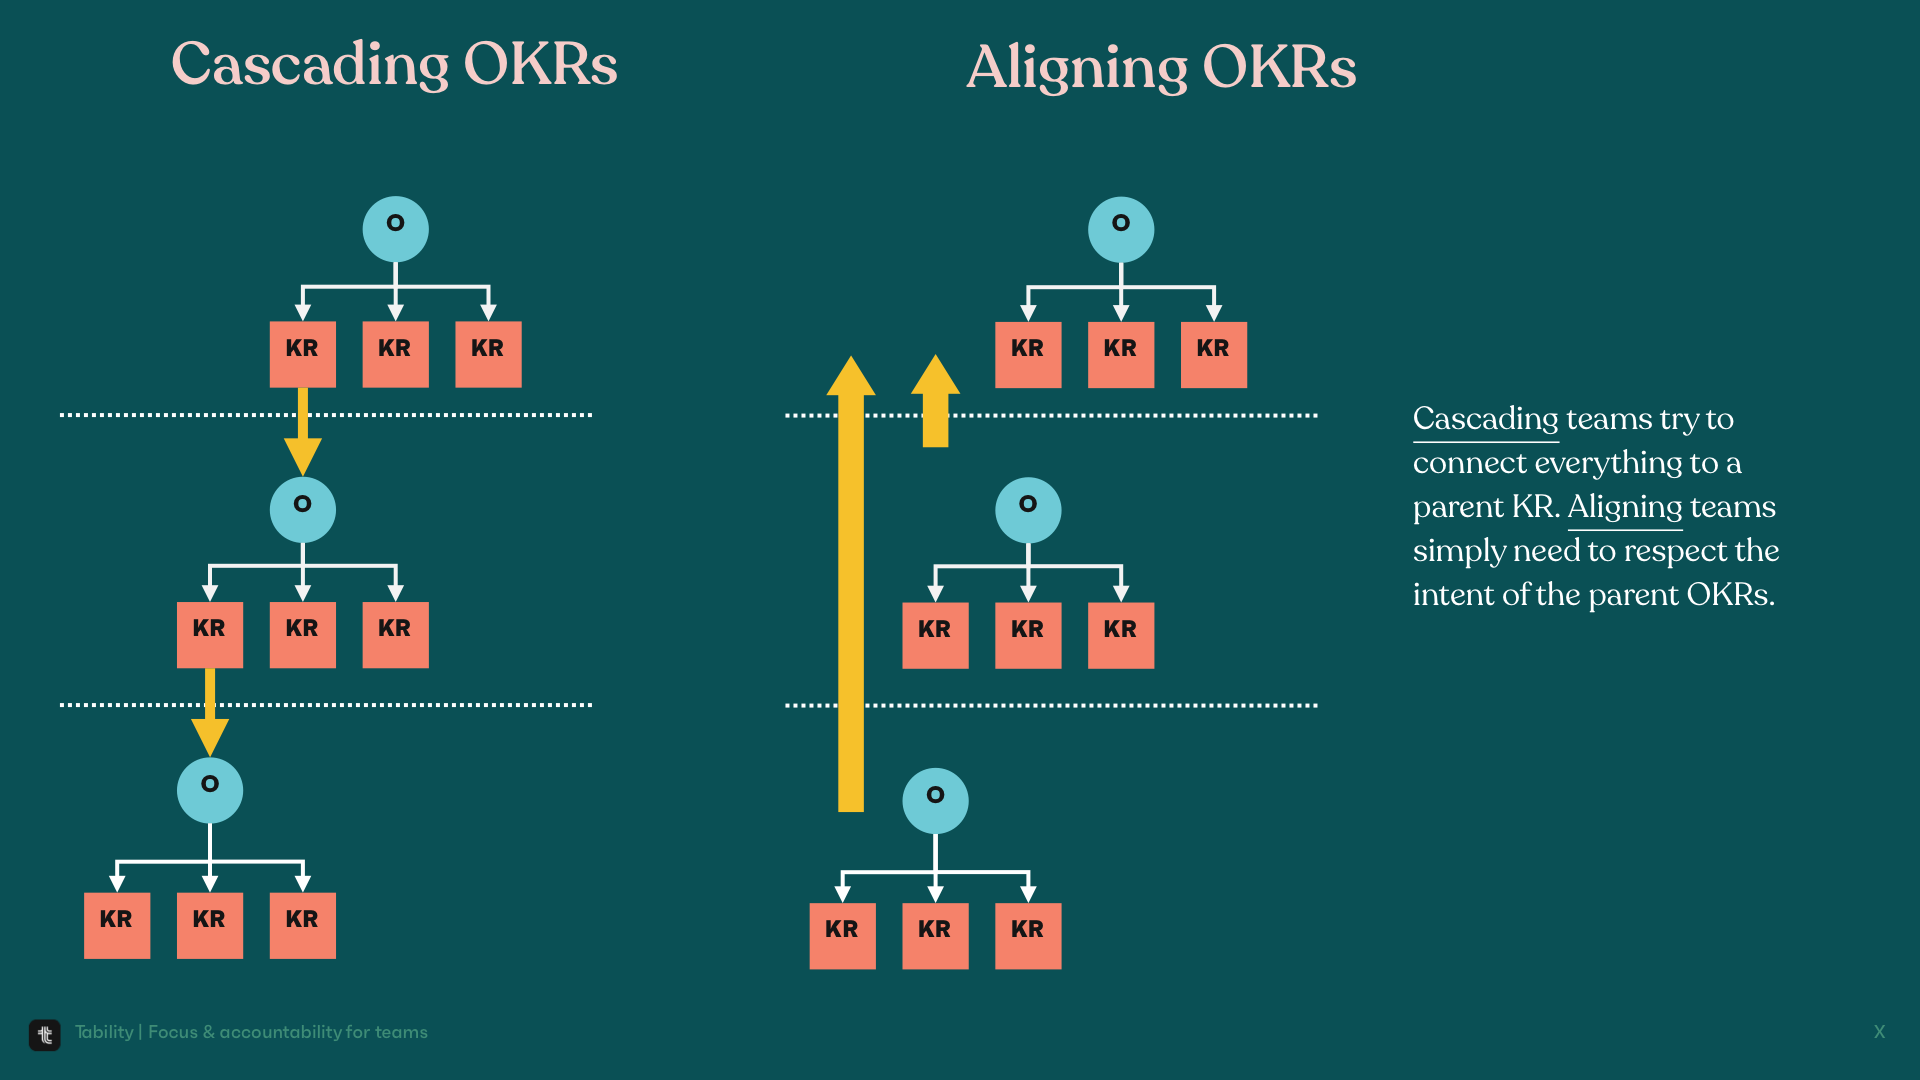 Cascading OKRs
Aligning OKRs
O
KR KR KR
O
KR KR KR
O
KR KR KR
O
KR KR KR
O
KR KR KR
O
KR KR KR
Cascading teams try to
connect everything to a
parent KR. Aligning teams
simply need to respect the
intent of the parent OKRs.
Tability | Focus & accountability for teams
X